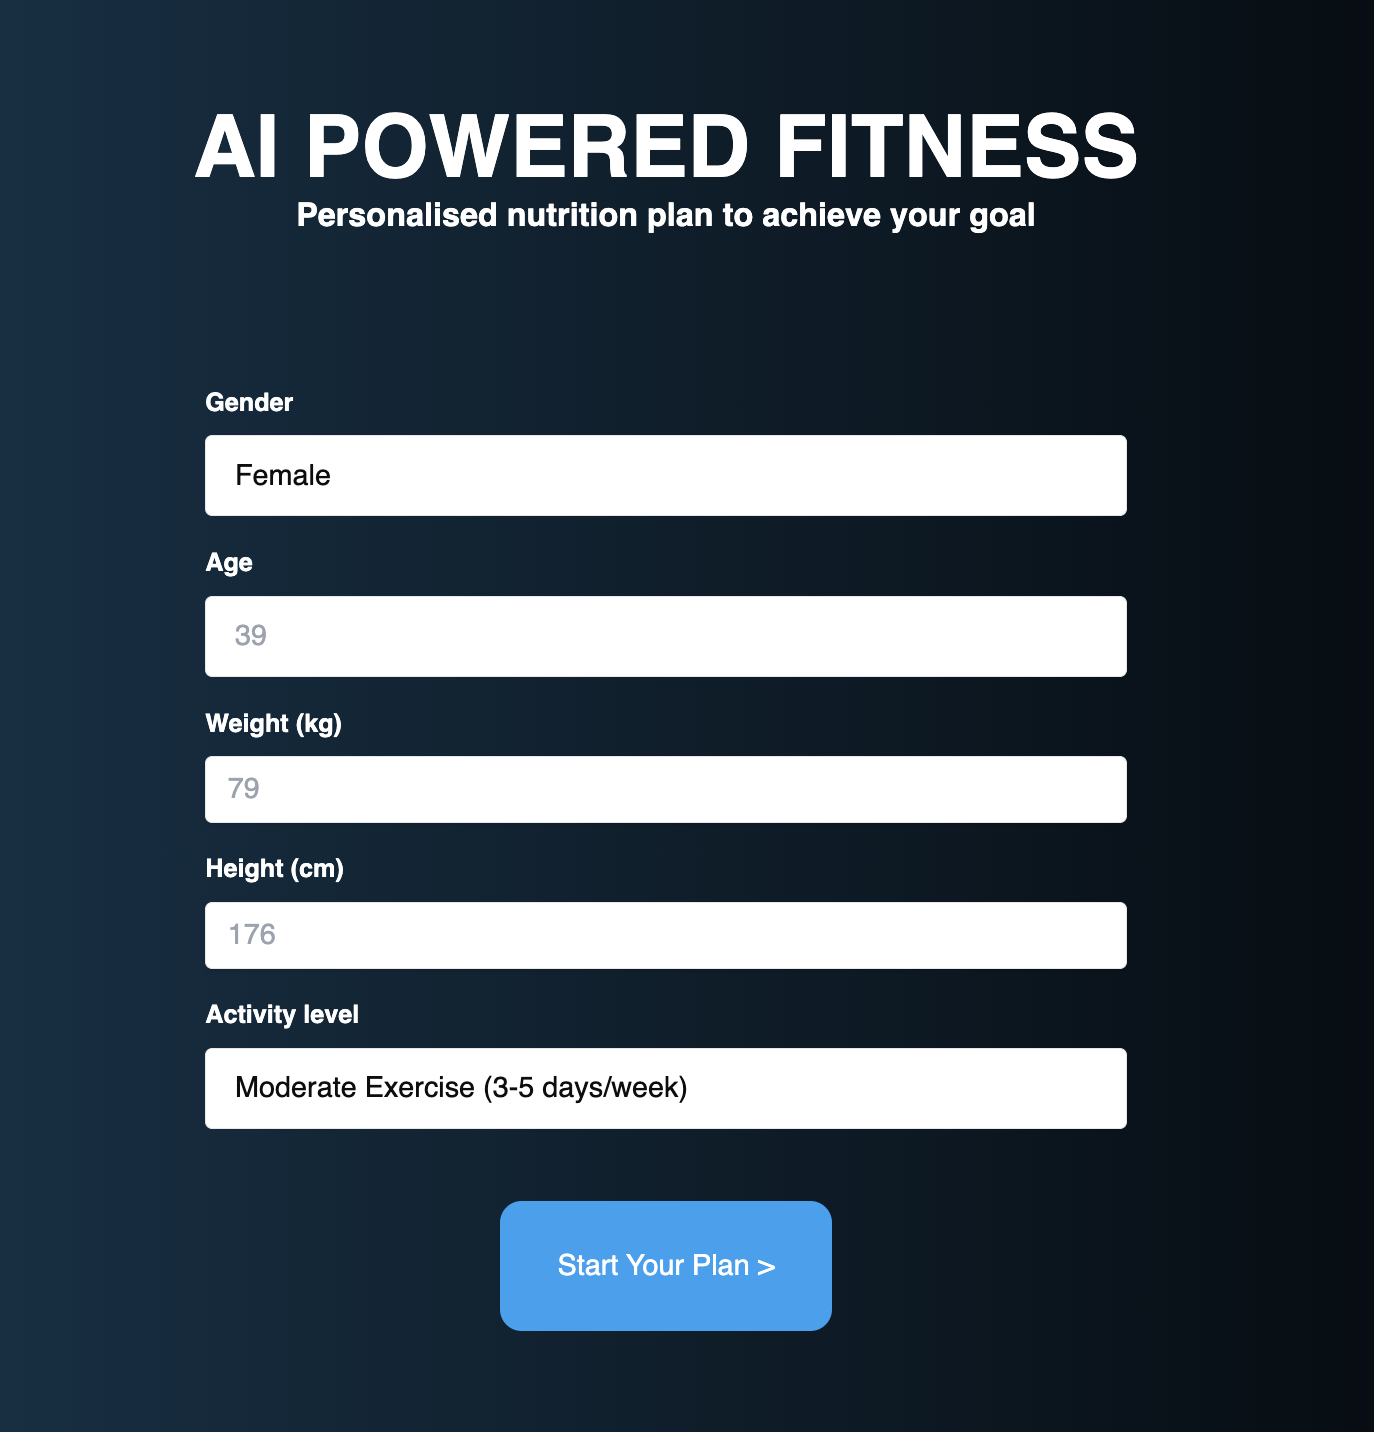 AI POWERED FITNESS
Personalised nutrition plan to achieve your goal
Gender
Female
Age
39
Weight (kg)
79
Height (cm)
176
Activity level
Moderate Exercise (3-5 days/week)
Start Your Plan >